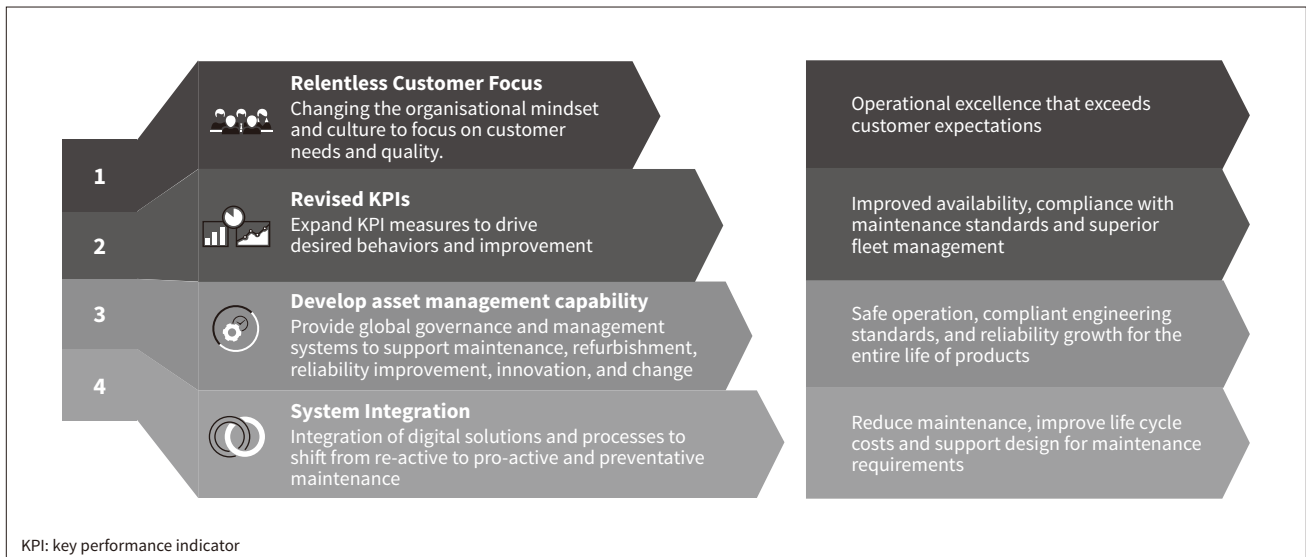 1
Relentless Customer Focus
Changing the organisational mindset
and culture to focus on customer
needs and quality.
Operational excellence that exceeds
customer expectations
2
Revised KPIs
Expand KPI measures to drive
desired behaviors and improvement
Improved availability, compliance with
maintenance standards and superior
fleet management
3
Develop asset management capability
Provide global governance and management
systems to support maintenance, refurbishment,
reliability improvement, innovation, and change
Safe operation, compliant engineering
standards, and reliability growth for the
entire life of products
4
System Integration
Integration of digital solutions and processes to
shift from re-active to pro-active and preventative
maintenance
Reduce maintenance, improve life cycle
costs and support design for maintenance
requirements
KPI: key performance indicator